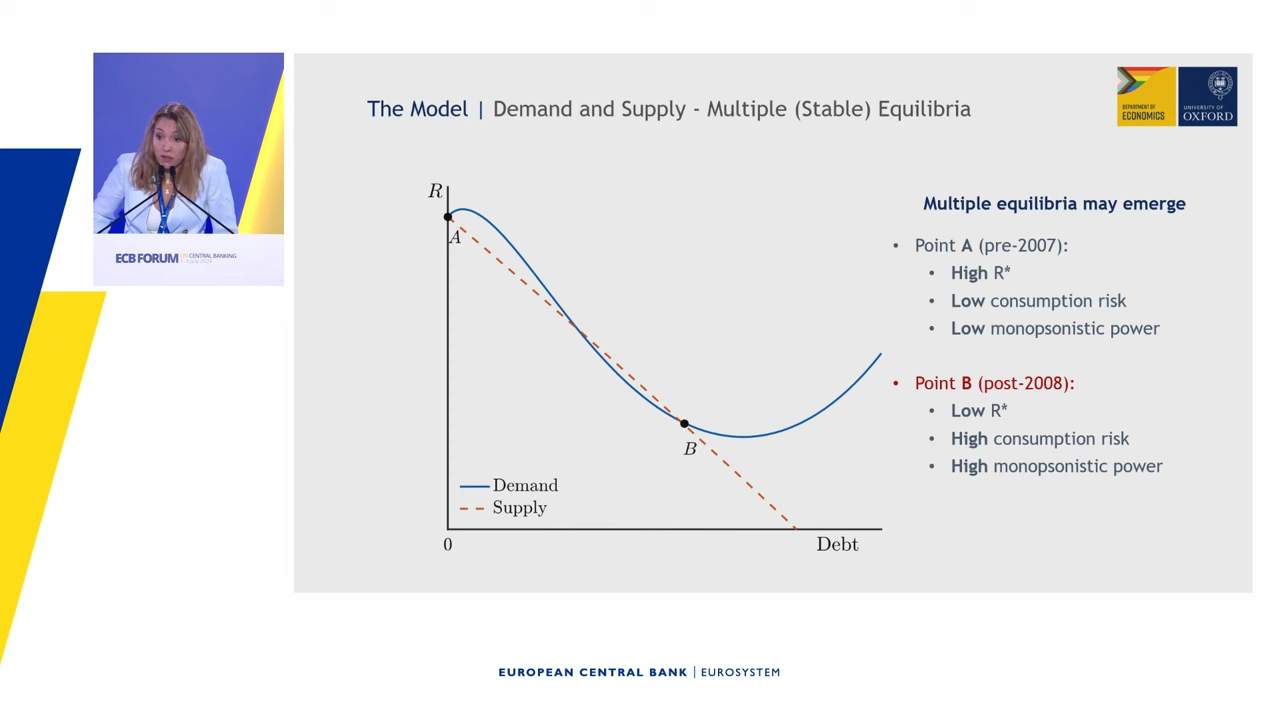 The Model | Demand and Supply - Multiple (Stable) Equilibria
DEPARTMENT OF
ECONOMICS
UNIVERSITY OF
OXFORD
ECB FORUM ON CENTRAL BANKING
R
A
B
Demand
Supply
0
Debt
Multiple equilibria may emerge
• Point A (pre-2007):
• High R*
• Low consumption risk
• Low monopsonistic power
• Point B (post-2008):
• Low R*
• High consumption risk
• High monopsonistic power
EUROPEAN CENTRAL BANK | EUROSYSTEM